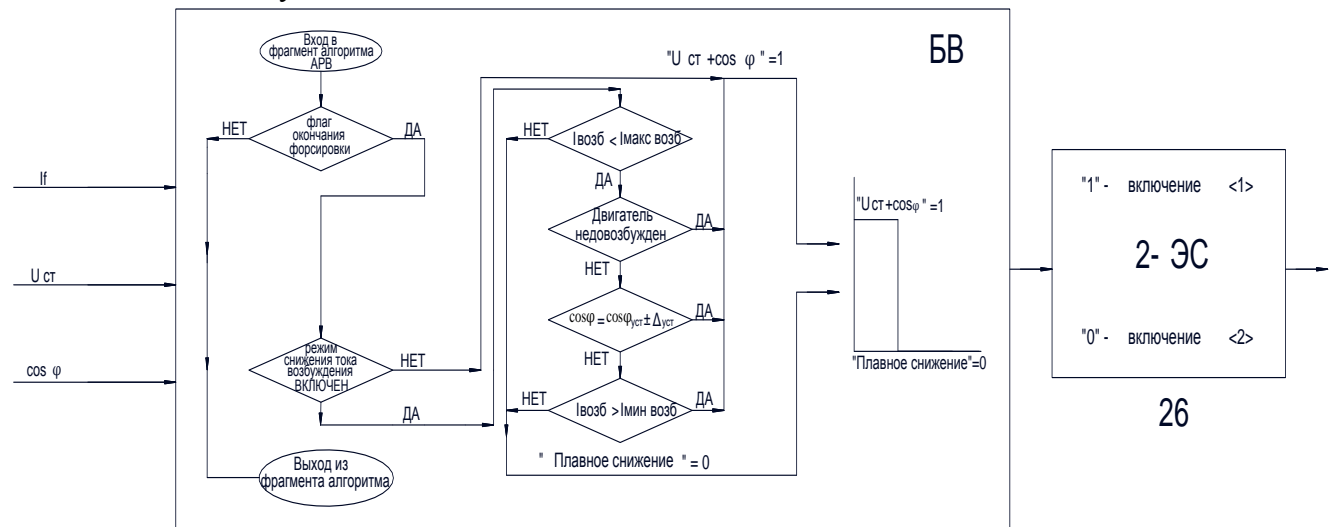 If
U ст
cos φ
БВ
Вход в
фрагмент алгоритма
АРВ
флаг
окончания
форсировки
НЕТ
ДА
режим
снижения тока
возбуждения
ВКЛЮЧЕН
НЕТ
ДА
Выход из
фрагмента алгоритма
"U ст +cos φ " =1
Iвозб < Iмакс возб
НЕТ
ДА
Двигатель
недовозбужден
ДА
НЕТ
cosφ = cosφуст ± Δуст
ДА
НЕТ
Iвозб > Iмин возб
НЕТ
ДА
" Плавное снижение " = 0
"U ст+cosφ " =1
"Плавное снижение"=0
"1" - включение <1>
2- ЭС
"0" - включение <2>
26